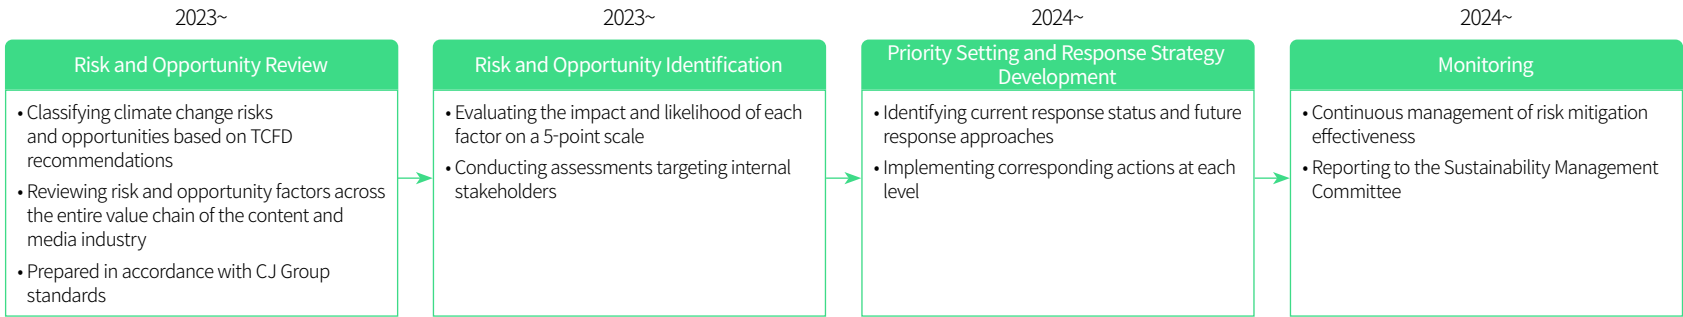 2023~
Risk and Opportunity Review
• Classifying climate change risks
and opportunities based on TCFD
recommendations
• Reviewing risk and opportunity factors across
the entire value chain of the content and
media industry
• Prepared in accordance with CJ Group
standards
2023~
Risk and Opportunity Identification
• Evaluating the impact and likelihood of each
factor on a 5-point scale
• Conducting assessments targeting internal
stakeholders
2024~
Priority Setting and Response Strategy
Development
• Identifying current response status and future
response approaches
• Implementing corresponding actions at each
level
2024~
Monitoring
• Continuous management of risk mitigation
effectiveness
• Reporting to the Sustainability Management
Committee